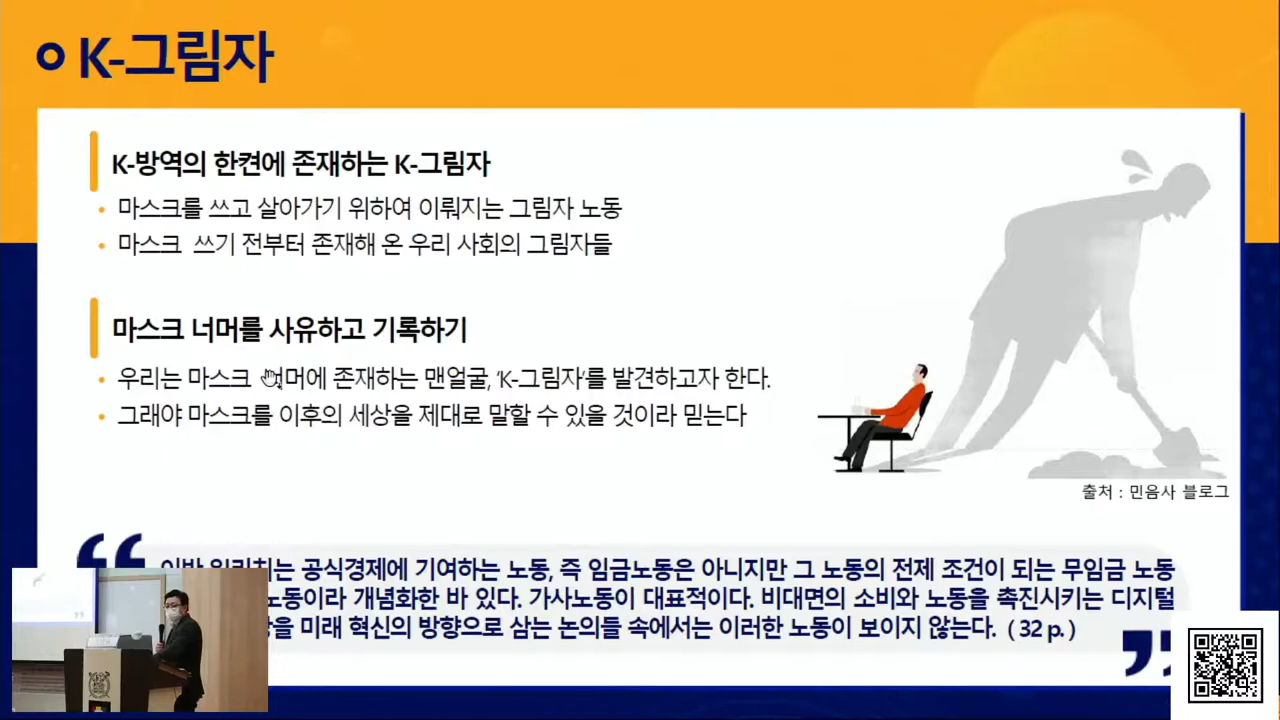 K-그림자
K-방역의 한켠에 존재하는 K-그림자
• 마스크를 쓰고 살아가기 위하여 이뤄지는 그림자 노동
• 마스크 쓰기 전부터 존재해 온 우리 사회의 그림자들
마스크 너머를 사유하고 기록하기
• 우리는 마스크 너머에 존재하는 맨얼굴, ‘K-그림자’를 발견하고자 한다.
• 그래야 마스크를 이후의 세상을 제대로 말할 수 있을 것이라 믿는다
출처 : 민음사 블로그
“
공식경제에 기여하는 노동, 즉 임금노동은 아니지만 그 노동의 전제 조건이 되는 무임금 노동
노동이라 개념화한 바 있다. 가사노동이 대표적이다. 비대면의 소비와 노동을 촉진시키는 디지털
미래 혁신의 방향으로 삼는 논의들 속에서는 이러한 노동이 보이지 않는다. ( 32 p. )
”